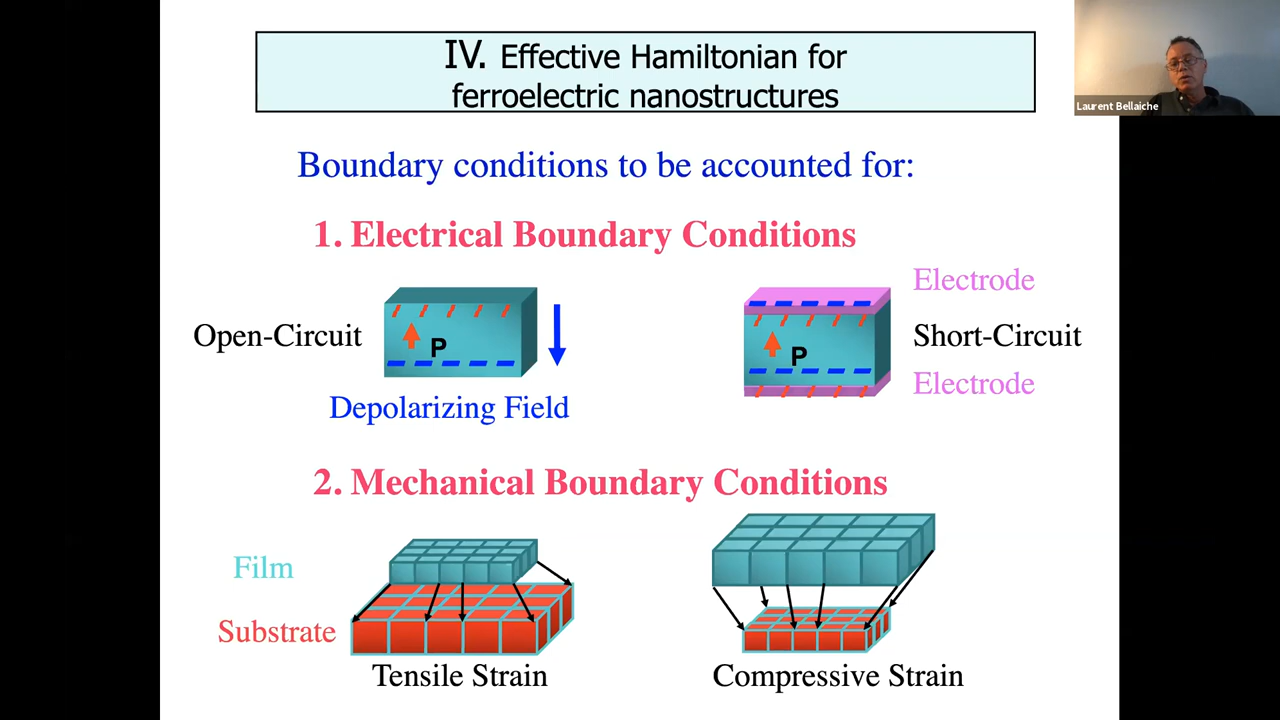 IV. Effective Hamiltonian for
ferroelectric nanostructures
Laurent Bellaiche
Boundary conditions to be accounted for:
1. Electrical Boundary Conditions
Electrode
Open-Circuit
P
P
Short-Circuit
Electrode
Depolarizing Field
2. Mechanical Boundary Conditions
Film
Substrate
Tensile Strain
Compressive Strain